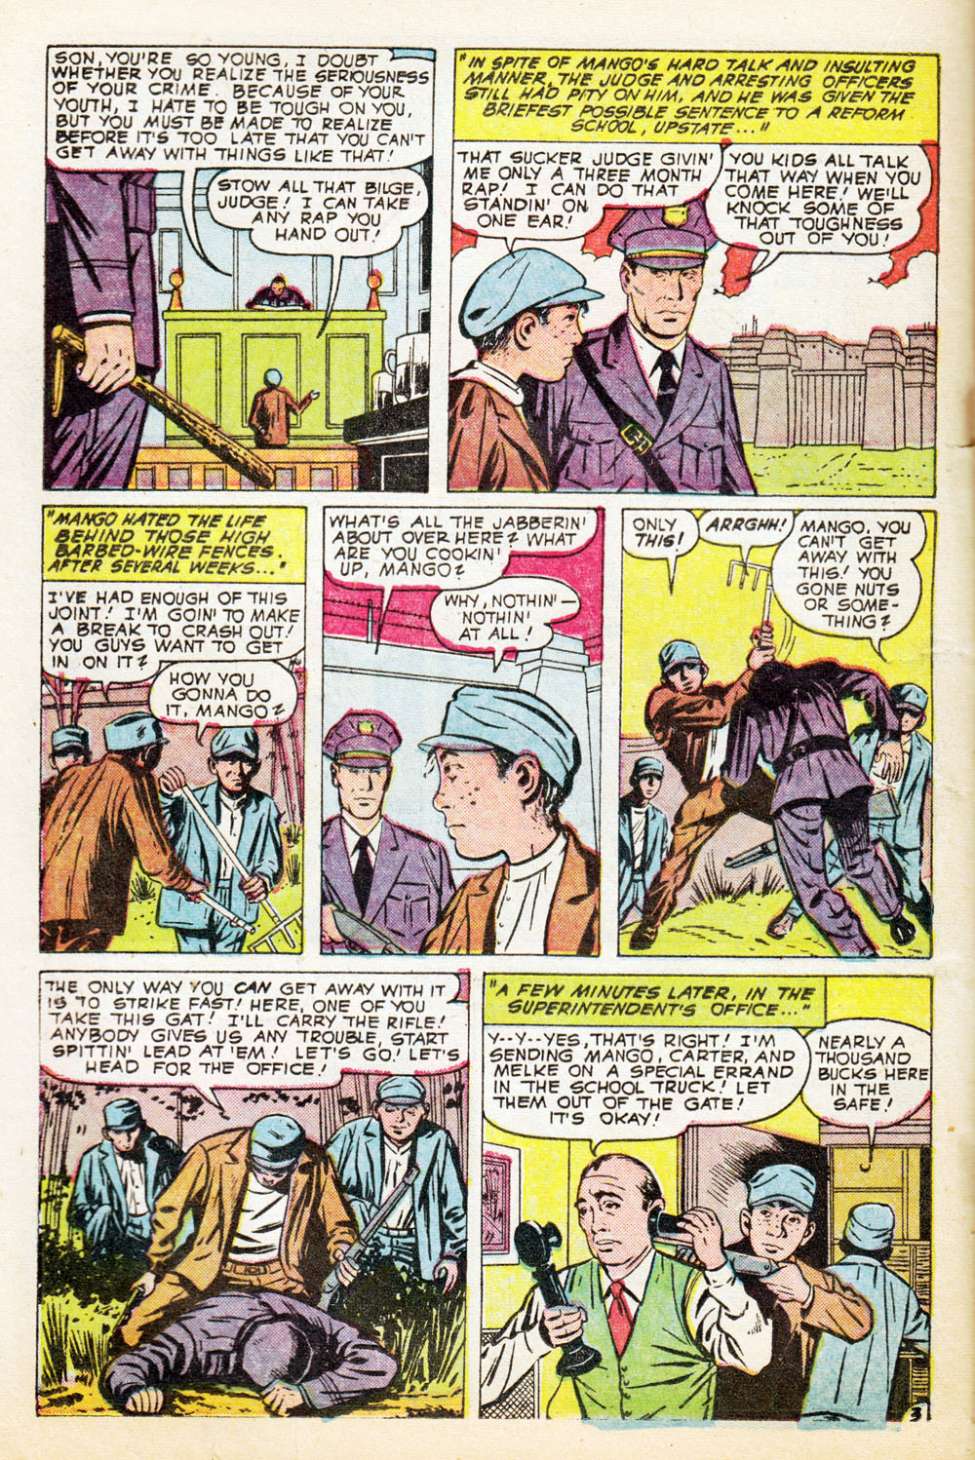 SON, YOU'RE SO YOUNG, I DOUBT
WHETHER YOU REALIZE THE SERIOUSNESS
OF YOUR CRIME. BECAUSE OF YOUR
YOUTH, I HATE TO BE TOUGH ON YOU,
BUT YOU MUST BE MADE TO REALIZE
BEFORE IT'S TOO LATE THAT YOU CAN'T
GET AWAY WITH THINGS LIKE THAT!
STOW ALL THAT BILGE,
JUDGE! I CAN TAKE
ANY RAP YOU
HAND OUT!
"IN SPITE OF MANGO'S HARD TALK AND INSULTING
MANNER, THE JUDGE AND ARRESTING OFFICERS
STILL HAD PITY ON HIM, AND HE WAS GIVEN THE
BRIEFEST POSSIBLE SENTENCE TO A REFORM
SCHOOL, UPSTATE..."
THAT SUCKER JUDGE GIVIN'
ME ONLY A THREE MONTH
RAP! I CAN DO THAT
STANDIN' ON
ONE EAR!
YOU KIDS ALL TALK
THAT WAY WHEN YOU
COME HERE! WE'LL
KNOCK SOME OF
THAT TOUGHNESS
OUT OF YOU!
"MANGO HATED THE LIFE
BEHIND THOSE HIGH
BARBED-WIRE FENCES.
AFTER SEVERAL WEEKS..."
I'VE HAD ENOUGH OF THIS
JOINT! I'M GOIN' TO MAKE
A BREAK TO CRASH OUT!
YOU GUYS WANT TO GET
IN ON IT?
HOW YOU
GONNA DO
IT, MANGO?
WHAT'S ALL THE JABBERIN'
ABOUT OVER HERE? WHAT
ARE YOU COOKIN'
UP, MANGO?
WHY, NOTHIN'—
NOTHIN'
AT ALL!
ONLY
THIS!
ARRGHH!
MANGO, YOU
CAN'T GET
AWAY WITH
THIS! YOU
GONE NUTS
OR SOME-
THING?
THE ONLY WAY YOU CAN GET AWAY WITH IT
IS TO STRIKE FAST! HERE, ONE OF YOU
TAKE THIS GAT! I'LL CARRY THE RIFLE!
ANYBODY GIVES US ANY TROUBLE, START
SPITTIN' LEAD AT 'EM! LET'S GO! LET'S
HEAD FOR THE OFFICE!
"A FEW MINUTES LATER, IN THE
SUPERINTENDENT'S OFFICE..."
Y--Y--YES, THAT'S RIGHT! I'M
SENDING MANGO, CARTER, AND
MELKE ON A SPECIAL ERRAND
IN THE SCHOOL TRUCK! LET
THEM OUT OF THE GATE!
IT'S OKAY!
NEARLY A
THOUSAND
BUCKS HERE
IN THE
SAFE!
3